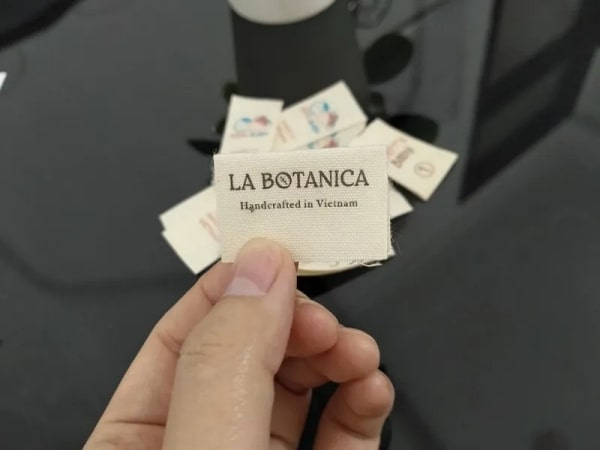 LA BOTANICA
Handcrafted in Vietnam